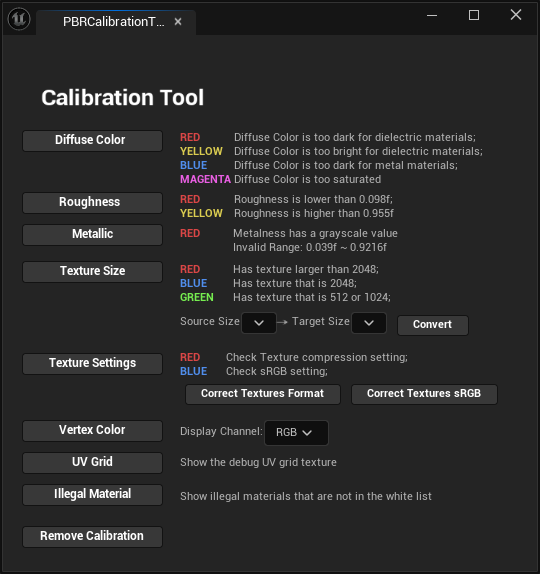 PBRCalibrationT...
Calibration Tool
Diffuse Color
RED Diffuse Color is too dark for dielectric materials;
YELLOW Diffuse Color is too bright for dielectric materials;
BLUE Diffuse Color is too dark for metal materials;
MAGENTA Diffuse Color is too saturated
Roughness
RED Roughness is lower than 0.098f;
YELLOW Roughness is higher than 0.955f
Metallic
RED Metalness has a grayscale value
Invalid Range: 0.039f ~ 0.9216f
Texture Size
RED Has texture larger than 2048;
BLUE Has texture that is 2048;
GREEN Has texture that is 512 or 1024;
Source Size → Target Size Convert
Texture Settings
RED Check Texture compression setting;
BLUE Check sRGB setting;
Correct Textures Format Correct Textures sRGB
Vertex Color Display Channel: RGB
UV Grid Show the debug UV grid texture
Illegal Material Show illegal materials that are not in the white list
Remove Calibration